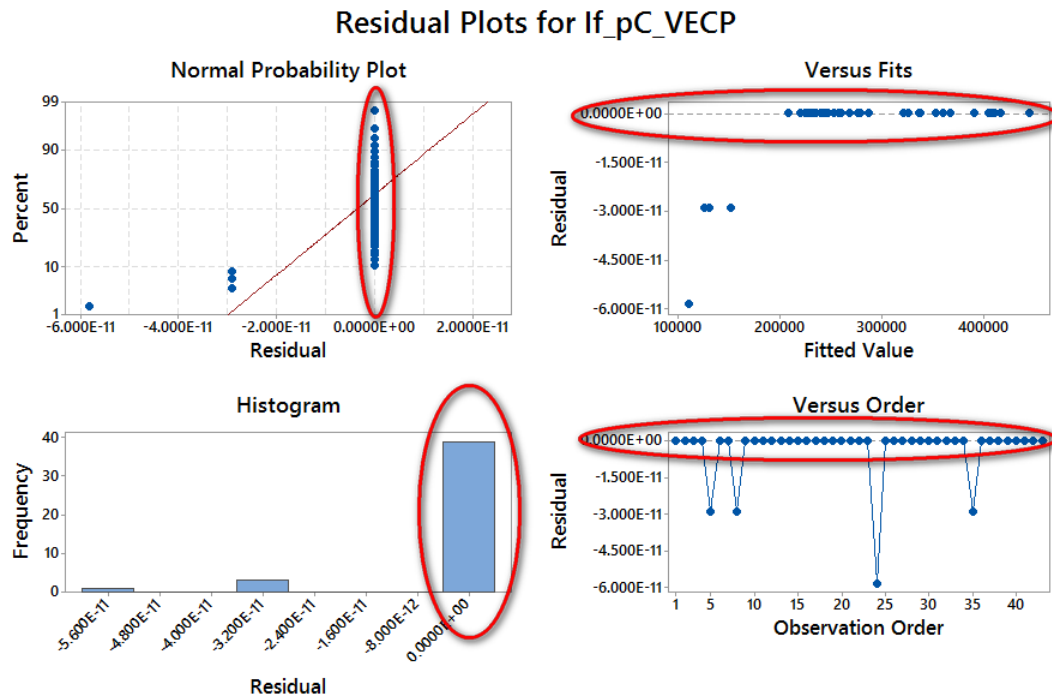 Residual Plots for If_pC_VECP
Normal Probability Plot
99
90
50
10
1
Percent
-6.000E-11 -4.000E-11 -2.000E-11 0.0000E+00 2.0000E-11
Residual
Versus Fits
0.0000E+00
-1.500E-11
-3.000E-11
-4.500E-11
-6.000E-11
Residual
100000 200000 300000 400000
Fitted Value
Histogram
40
30
20
10
0
Frequency
-5.600E-11 -4.800E-11 -4.000E-11 -3.200E-11 -2.400E-11 -1.600E-11 -8.000E-12 0.0000E+00
Residual
Versus Order
0.0000E+00
-1.500E-11
-3.000E-11
-4.500E-11
-6.000E-11
Residual
1 5 10 15 20 25 30 35 40
Observation Order